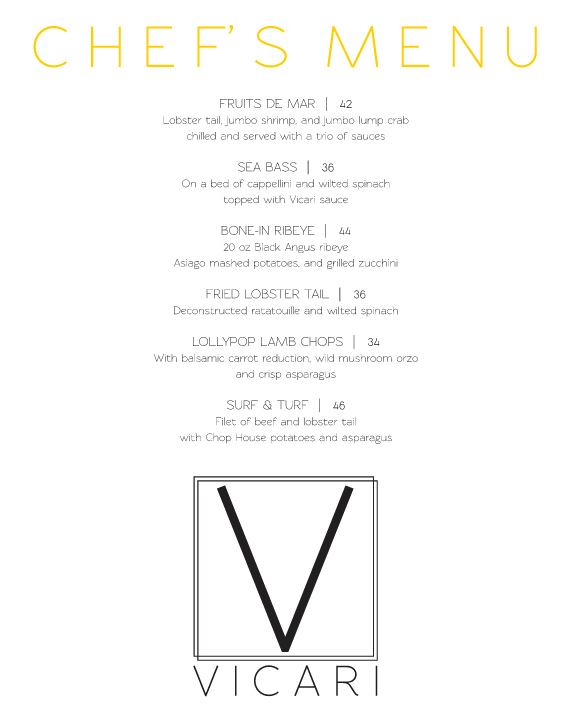 CHEF'S MENU
FRUITS DE MAR | 42
Lobster tail, jumbo shrimp, and jumbo lump crab
chilled and served with a trio of sauces
SEA BASS | 36
On a bed of cappellini and wilted spinach
topped with Vicari sauce
BONE-IN RIBEYE | 44
20 oz Black Angus ribeye
Asiago mashed potatoes, and grilled zucchini
FRIED LOBSTER TAIL | 36
Deconstructed ratatouille and wilted spinach
LOLLYPOP LAMB CHOPS | 34
With balsamic carrot reduction, wild mushroom orzo
and crisp asparagus
SURF & TURF | 46
Filet of beef and lobster tail
with Chop House potatoes and asparagus
V
VICARI